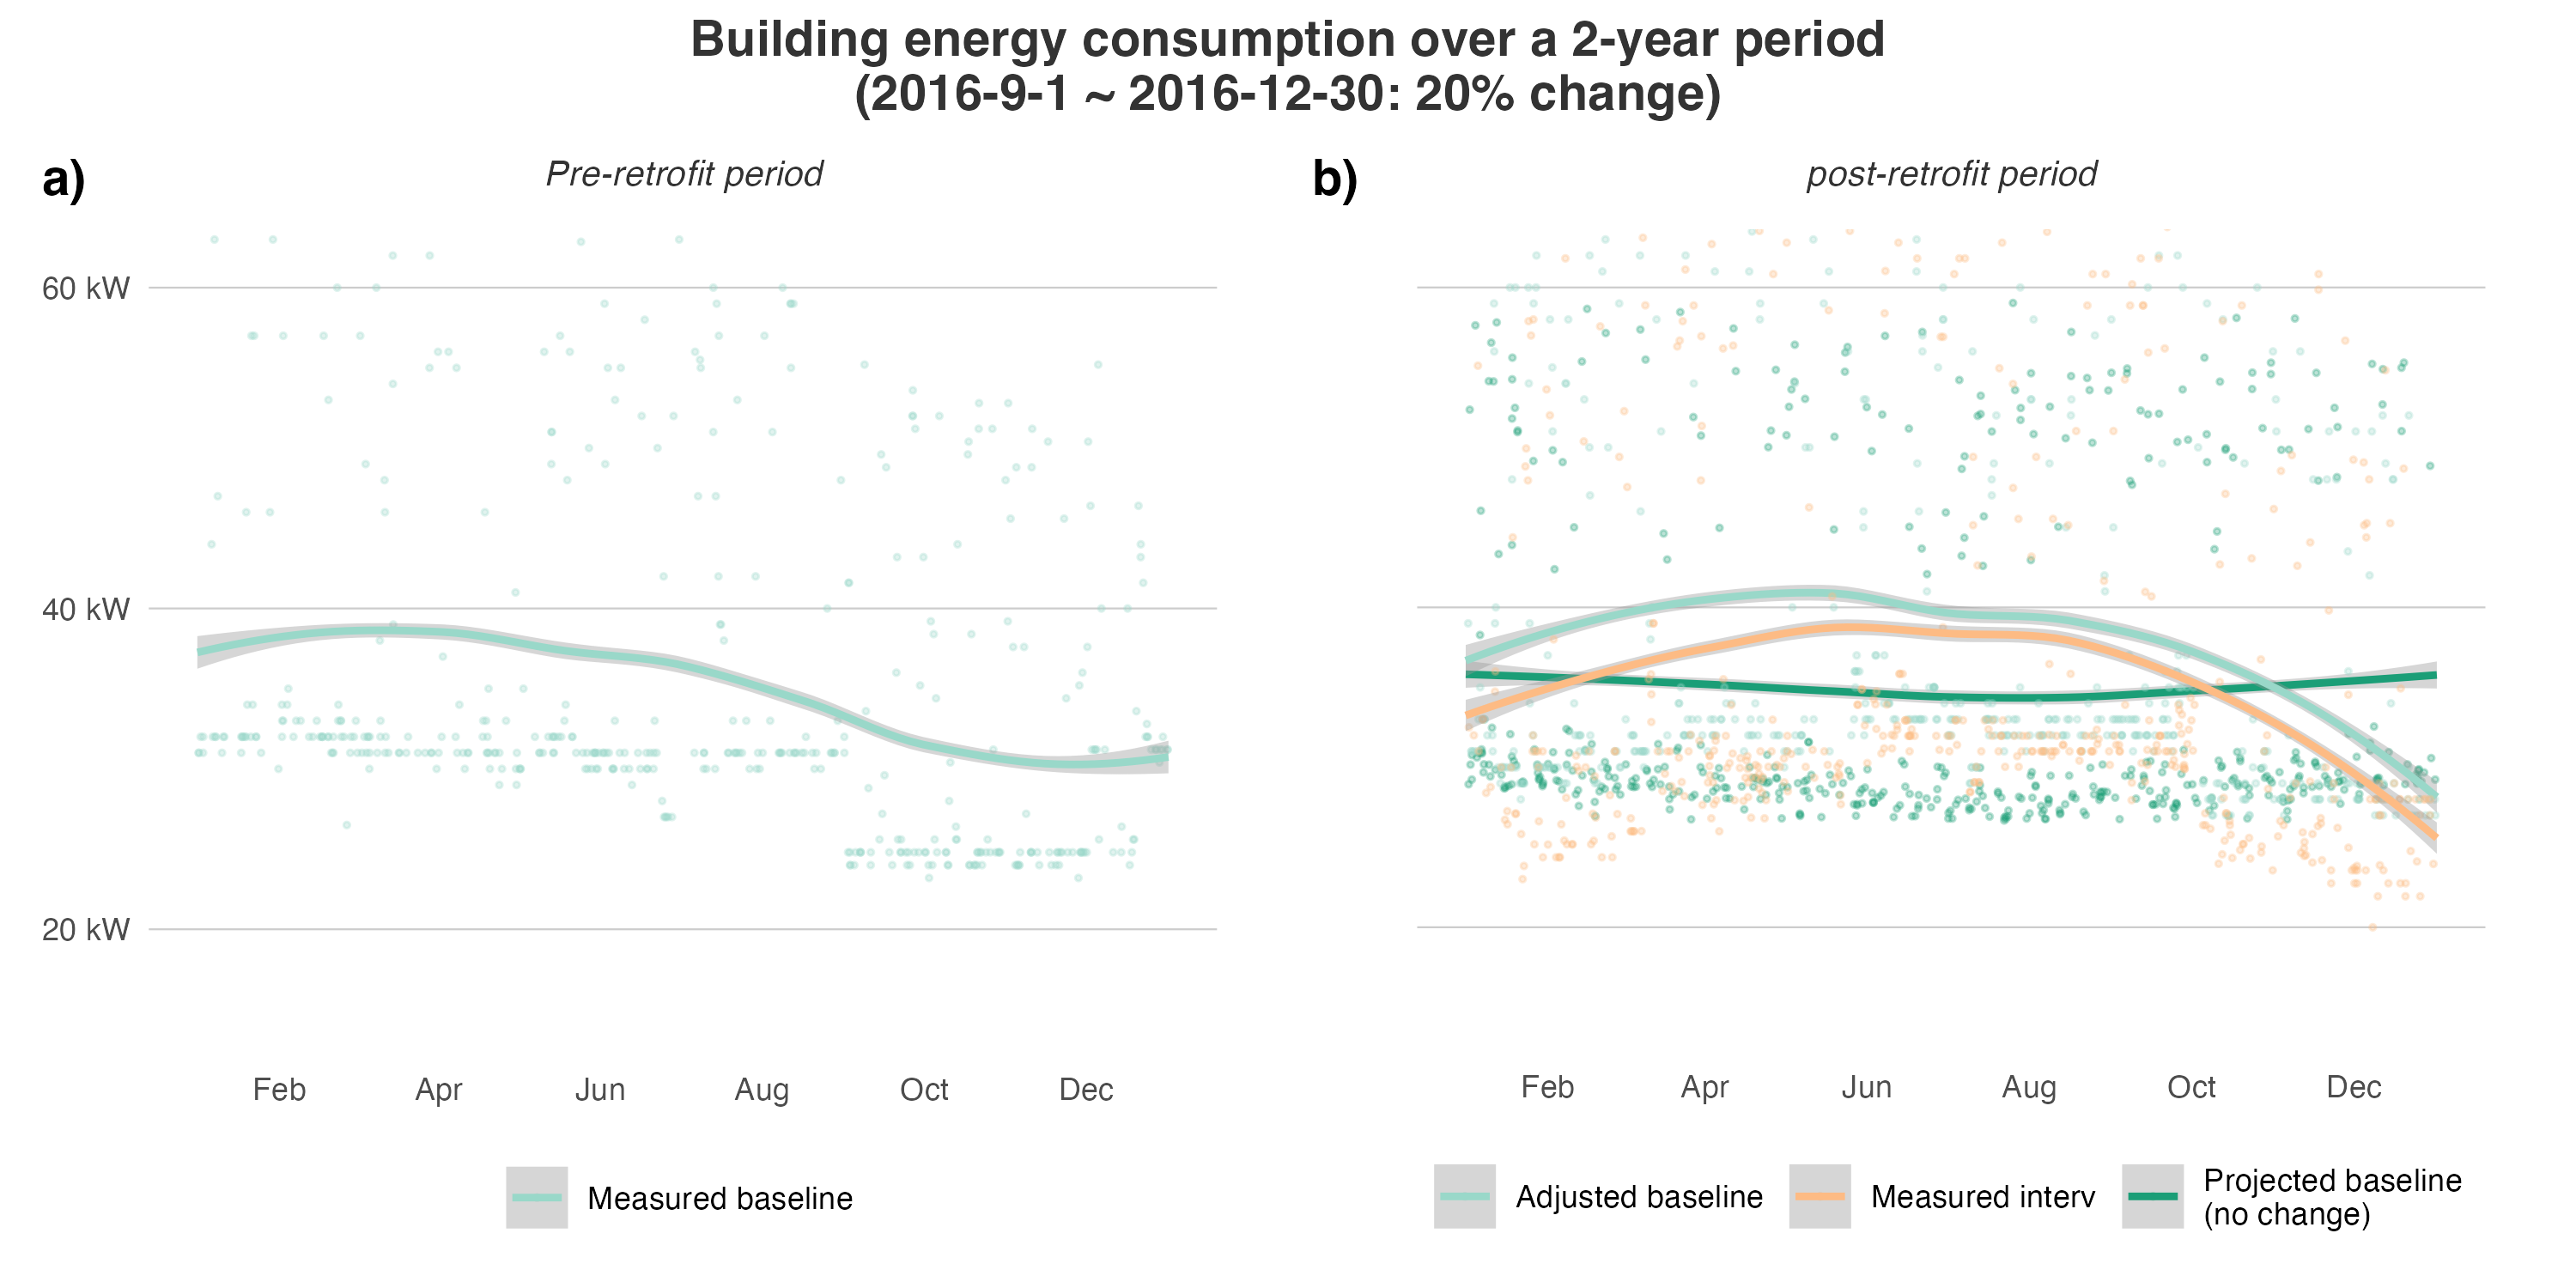 Building energy consumption over a 2-year period
(2016-9-1 ~ 2016-12-30: 20% change)
a)
Pre-retrofit period
60 kW
40 kW
20 kW
Feb Apr Jun Aug Oct Dec
Measured baseline
b)
post-retrofit period
Feb Apr Jun Aug Oct Dec
Adjusted baseline
Measured interv
Projected baseline
(no change)